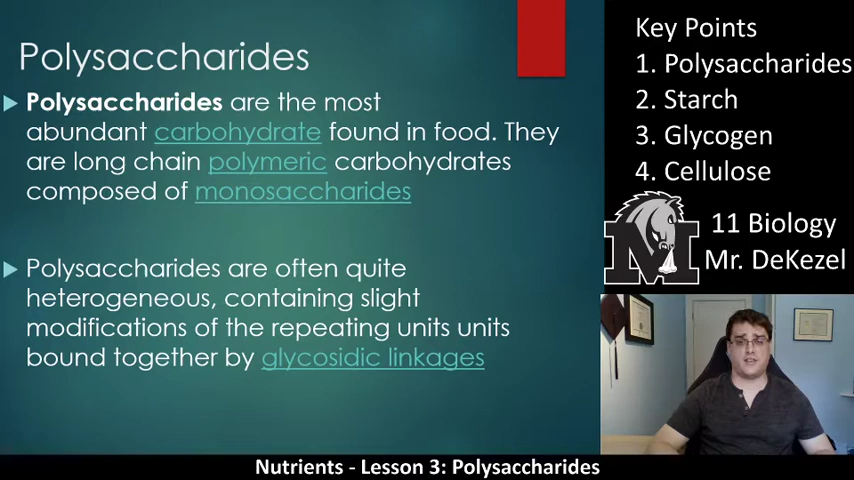 Polysaccharides
Polysaccharides are the most
abundant carbohydrate found in food. They
are long chain polymeric carbohydrates
composed of monosaccharides
Polysaccharides are often quite
heterogeneous, containing slight
modifications of the repeating units units
bound together by glycosidic linkages
Key Points
1. Polysaccharides
2. Starch
3. Glycogen
4. Cellulose
M
11 Biology
Mr. DeKezel
Nutrients - Lesson 3: Polysaccharides